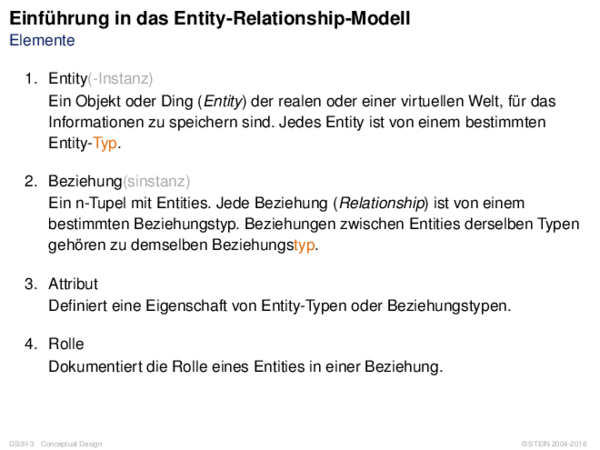 Einführung in das Entity-Relationship-Modell
Elemente
1. Entity(-Instanz)
Ein Objekt oder Ding (Entity) der realen oder einer virtuellen Welt, für das
Informationen zu speichern sind. Jedes Entity ist von einem bestimmten
Entity-Typ.
2. Beziehung(sinstanz)
Ein n-Tupel mit Entities. Jede Beziehung (Relationship) ist von einem
bestimmten Beziehungstyp. Beziehungen zwischen Entities derselben Typen
gehören zu demselben Beziehungstyp.
3. Attribut
Definiert eine Eigenschaft von Entity-Typen oder Beziehungstypen.
4. Rolle
Dokumentiert die Rolle eines Entities in einer Beziehung.
DB:III-3 Conceptual Design © STEIN 2004-2018